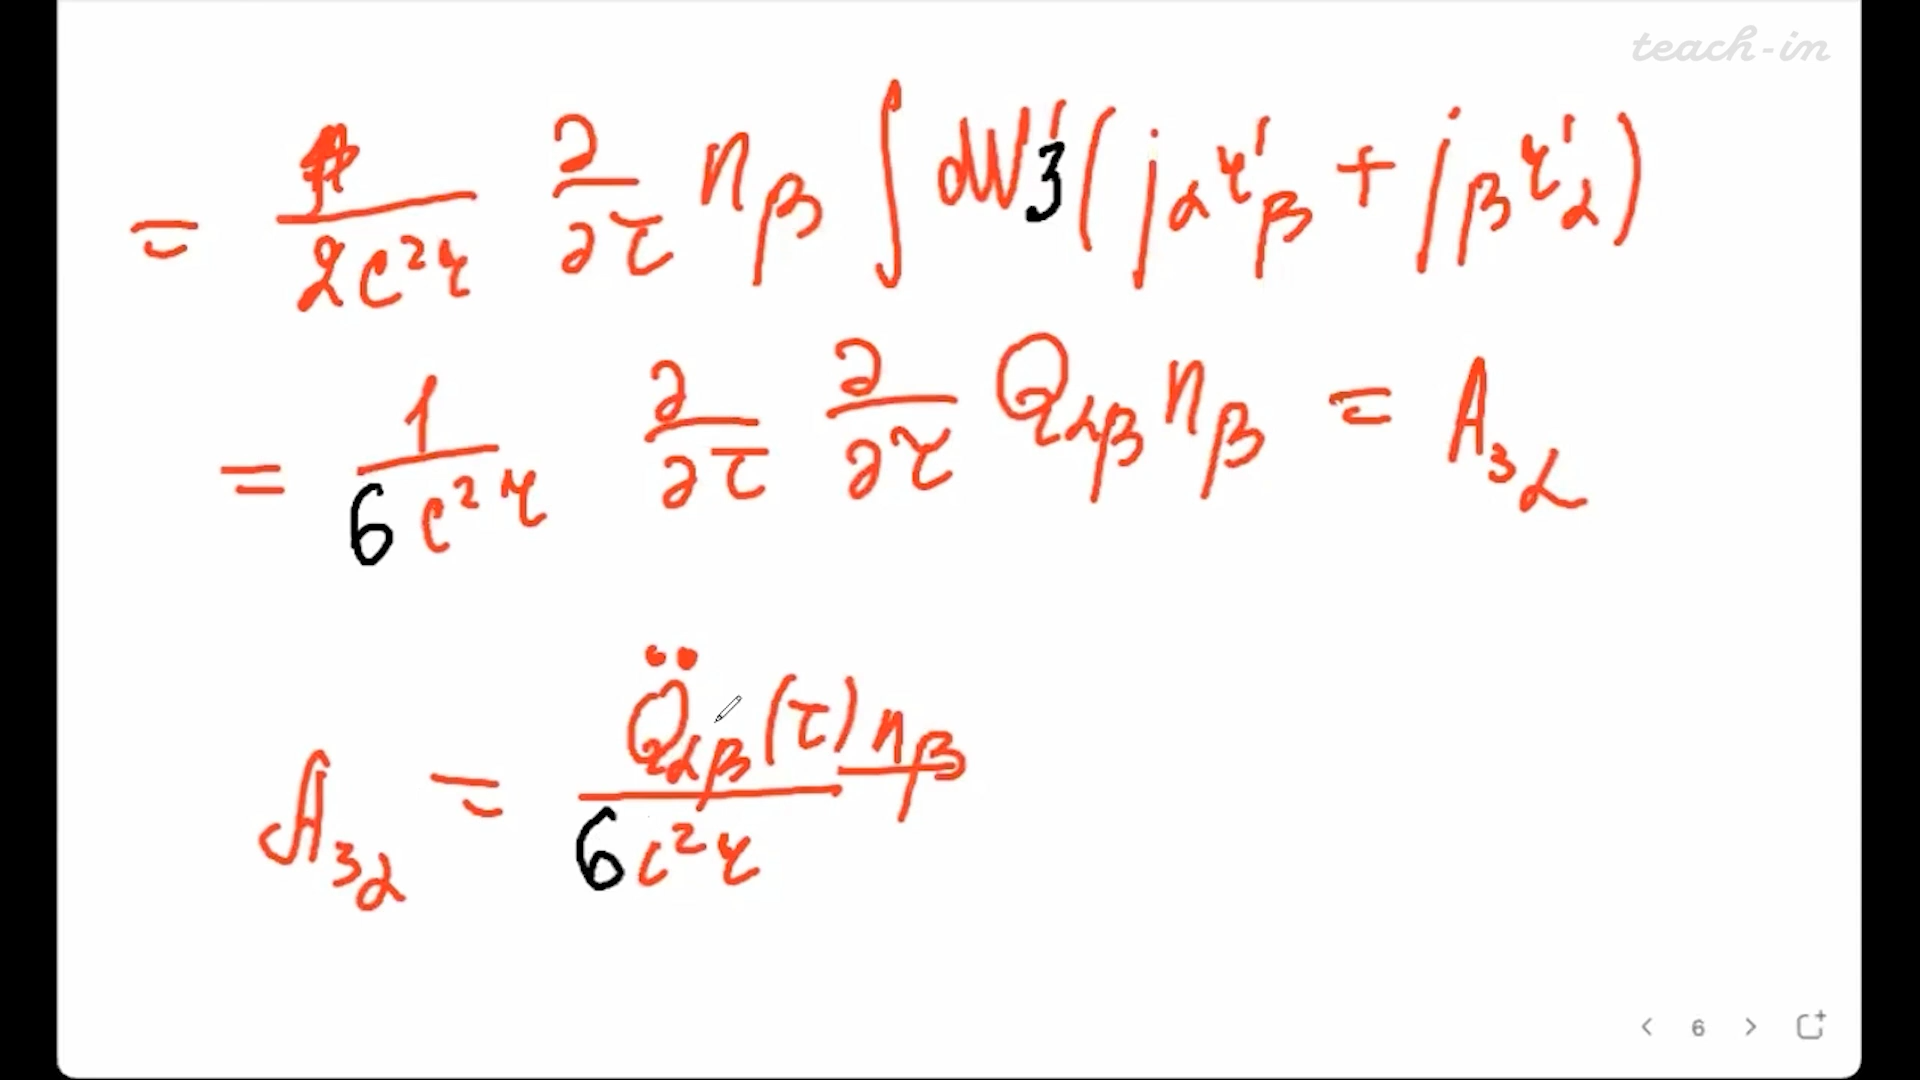 teach-in
= 1/(2c²r) ∂/∂τ n_β ∫ dV' 3 (j_α r'_β + j_β r'_α)
= 1/(6c²r) ∂/∂τ ∂/∂τ Q_αβ n_β = A_3α
A_3α = Q̈_αβ(τ) n_β / (6c²r)
< 6 >